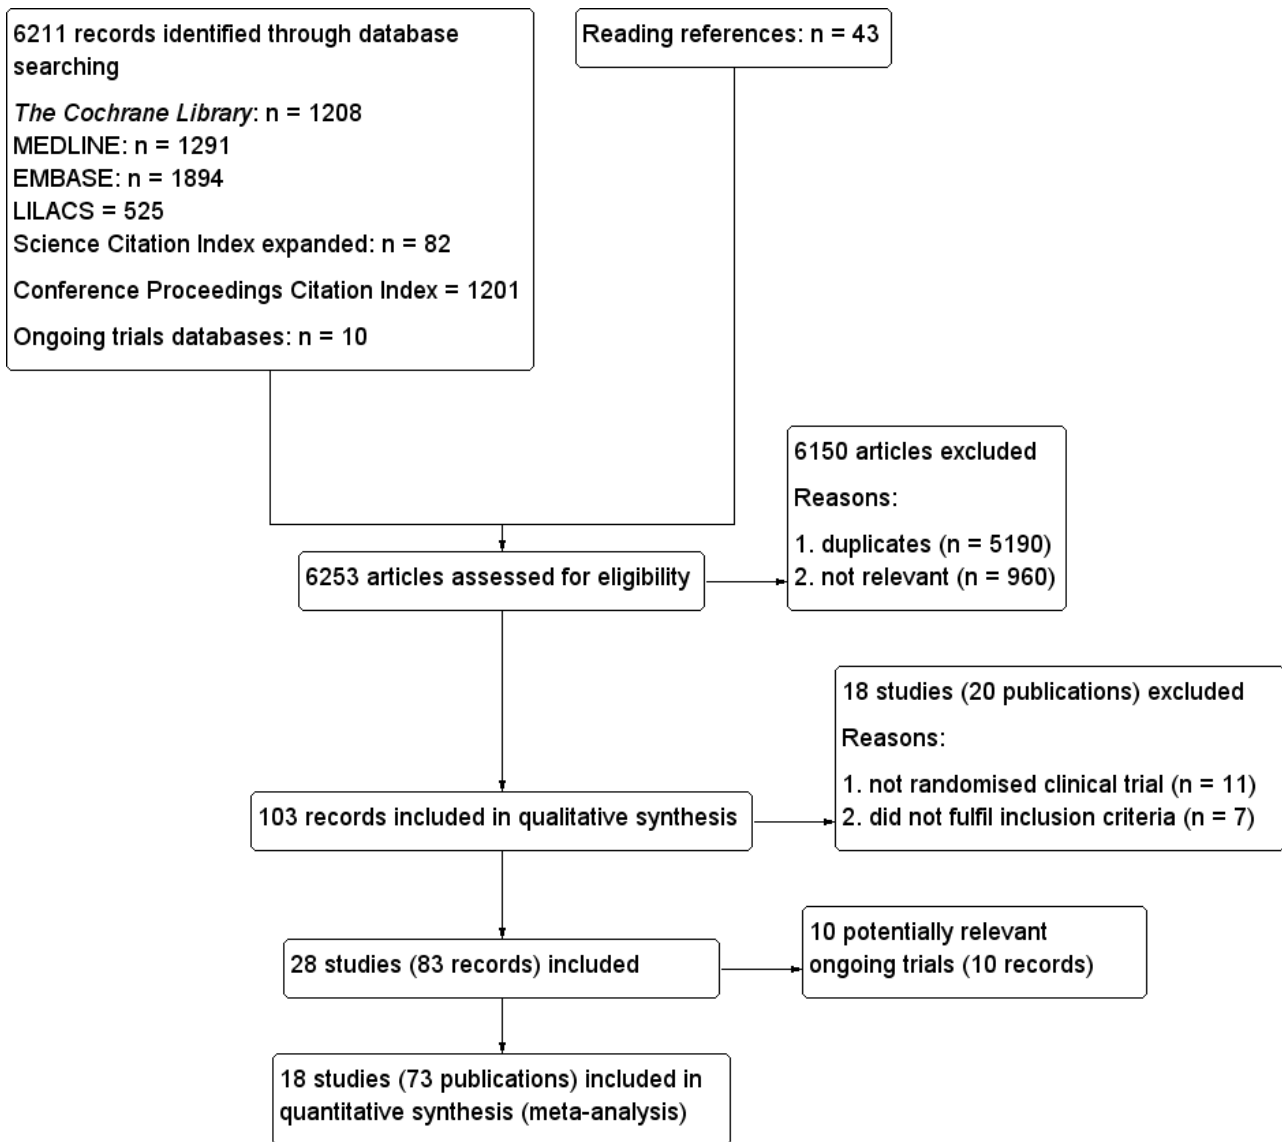 6211 records identified through database
searching
The Cochrane Library: n = 1208
MEDLINE: n = 1291
EMBASE: n = 1894
LILACS = 525
Science Citation Index expanded: n = 82
Conference Proceedings Citation Index = 1201
Ongoing trials databases: n = 10
Reading references: n = 43
6253 articles assessed for eligibility
6150 articles excluded
Reasons:
1. duplicates (n = 5190)
2. not relevant (n = 960)
103 records included in qualitative synthesis
18 studies (20 publications) excluded
Reasons:
1. not randomised clinical trial (n = 11)
2. did not fulfil inclusion criteria (n = 7)
28 studies (83 records) included
10 potentially relevant
ongoing trials (10 records)
18 studies (73 publications) included in
quantitative synthesis (meta-analysis)